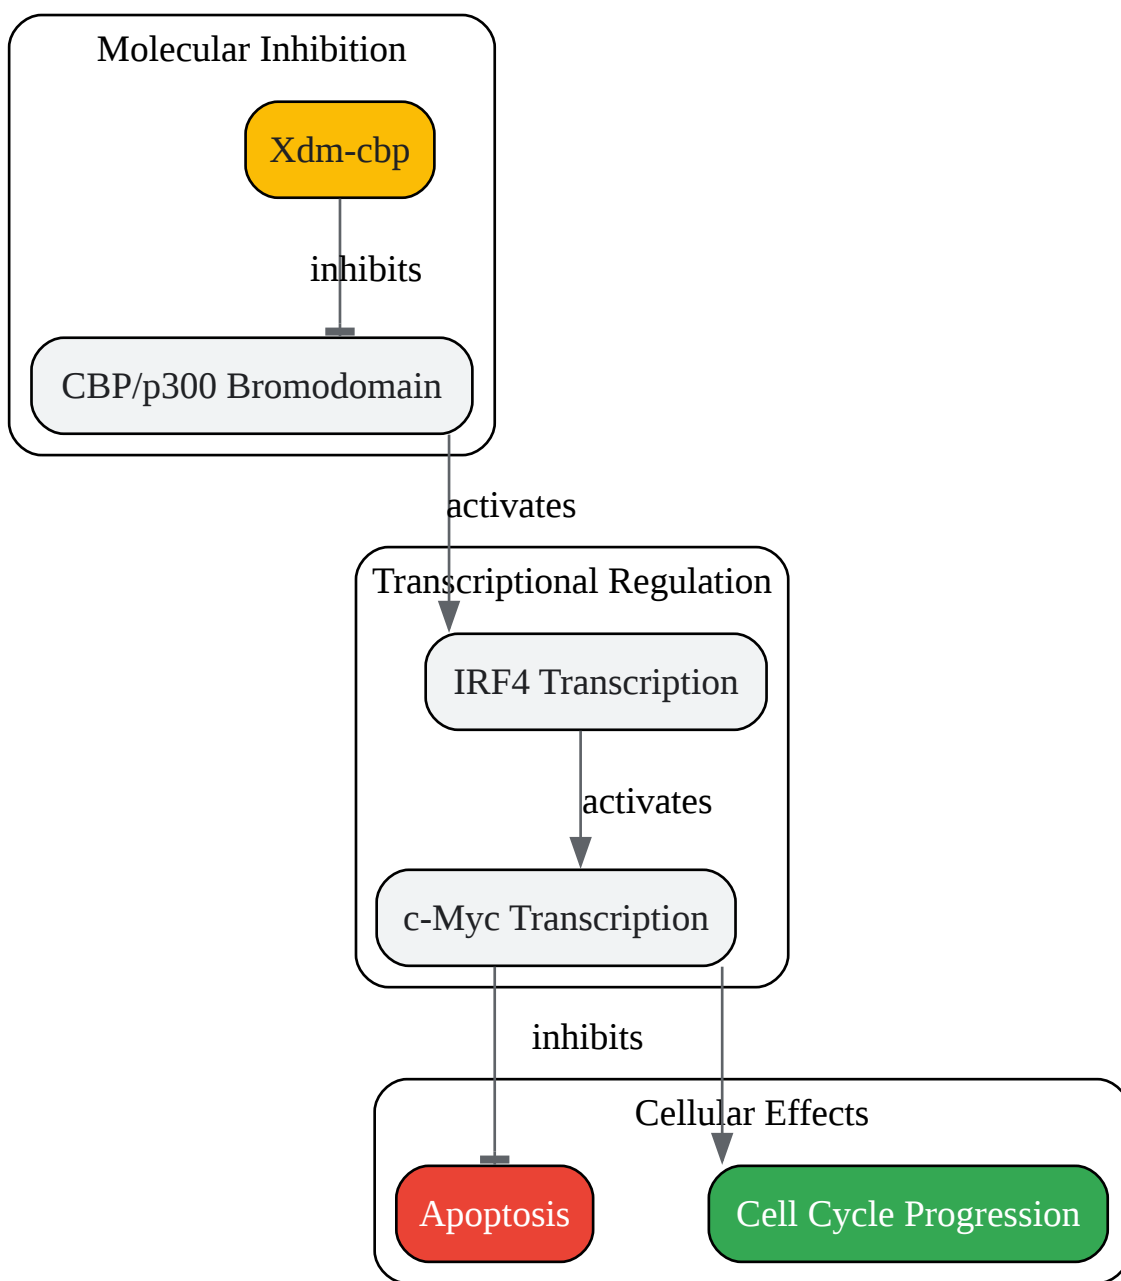 Molecular Inhibition
Xdm-cbp
inhibits
CBP/p300 Bromodomain
activates
Transcriptional Regulation
IRF4 Transcription
activates
c-Myc Transcription
inhibits
Cellular Effects
Apoptosis
Cell Cycle Progression